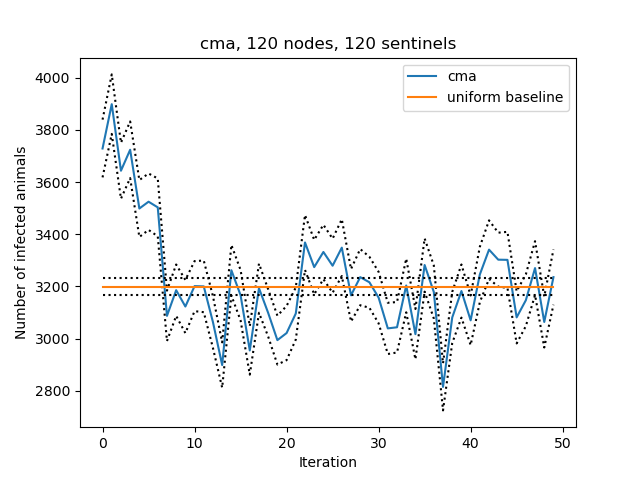 cma, 120 nodes, 120 sentinels
cma
uniform baseline
Number of infected animals
4000
3800
3600
3400
3200
3000
2800
0 10 20 30 40 50
Iteration